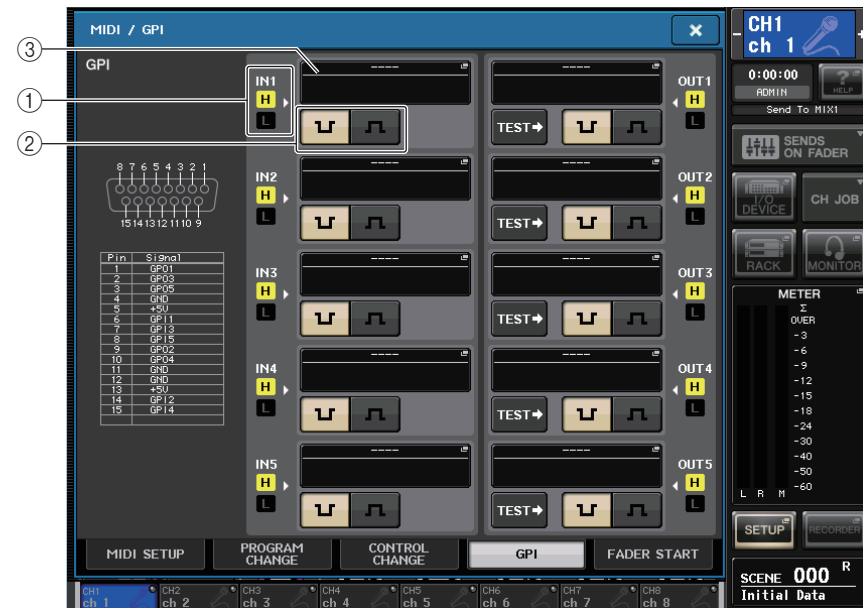 MIDI / GPI
×
CH1
ch 1
- +
GPI
③
①
②
IN1
H
L
----
----
TEST
OUT1
H
L
0:00:00
ADMIN
?
HELP
Send To MIX1
SENDS
ON FADER
8 7 6 5 4 3 2 1
15 14 13 12 11 10 9
IN2
H
L
----
----
TEST
OUT2
H
L
I/O
DEVICE
CH JOB
RACK
MONITOR
Pin Signal
1 GPO1
2 GPO3
3 GPO5
4 GND
5 +5V
6 GPI1
7 GPI3
8 GPI5
9 GPO2
10 GPO4
11 GND
12 GND
13 +5V
14 GPI2
15 GPI4
IN3
H
L
----
----
TEST
OUT3
H
L
METER
Σ
OVER
-3
-6
-9
-12
-15
-18
-24
-30
-40
-50
-60
L R M
IN4
H
L
----
----
TEST
OUT4
H
L
IN5
H
L
----
----
TEST
OUT5
H
L
SETUP
RECORDER
MIDI SETUP
PROGRAM
CHANGE
CONTROL
CHANGE
GPI
FADER START
SCENE 000 R
Initial Data
CH1
ch 1
CH2
ch 2
CH3
ch 3
CH4
ch 4
CH5
ch 5
CH6
ch 6
CH7
ch 7
CH8
ch 8